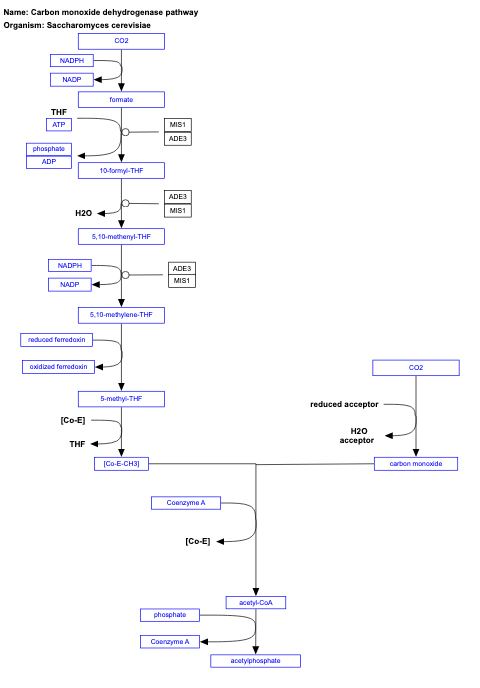 Name: Carbon monoxide dehydrogenase pathway
Organism: Saccharomyces cerevisiae
CO2
NADPH
NADP
formate
THF
ATP
MIS1
ADE3
phosphate
ADP
10-formyl-THF
ADE3
MIS1
H2O
5,10-methenyl-THF
NADPH
NADP
ADE3
MIS1
5,10-methylene-THF
reduced ferredoxin
oxidized ferredoxin
CO2
5-methyl-THF
reduced acceptor
[Co-E]
THF
H2O
acceptor
[Co-E-CH3]
carbon monoxide
Coenzyme A
[Co-E]
acetyl-CoA
phosphate
Coenzyme A
acetylphosphate